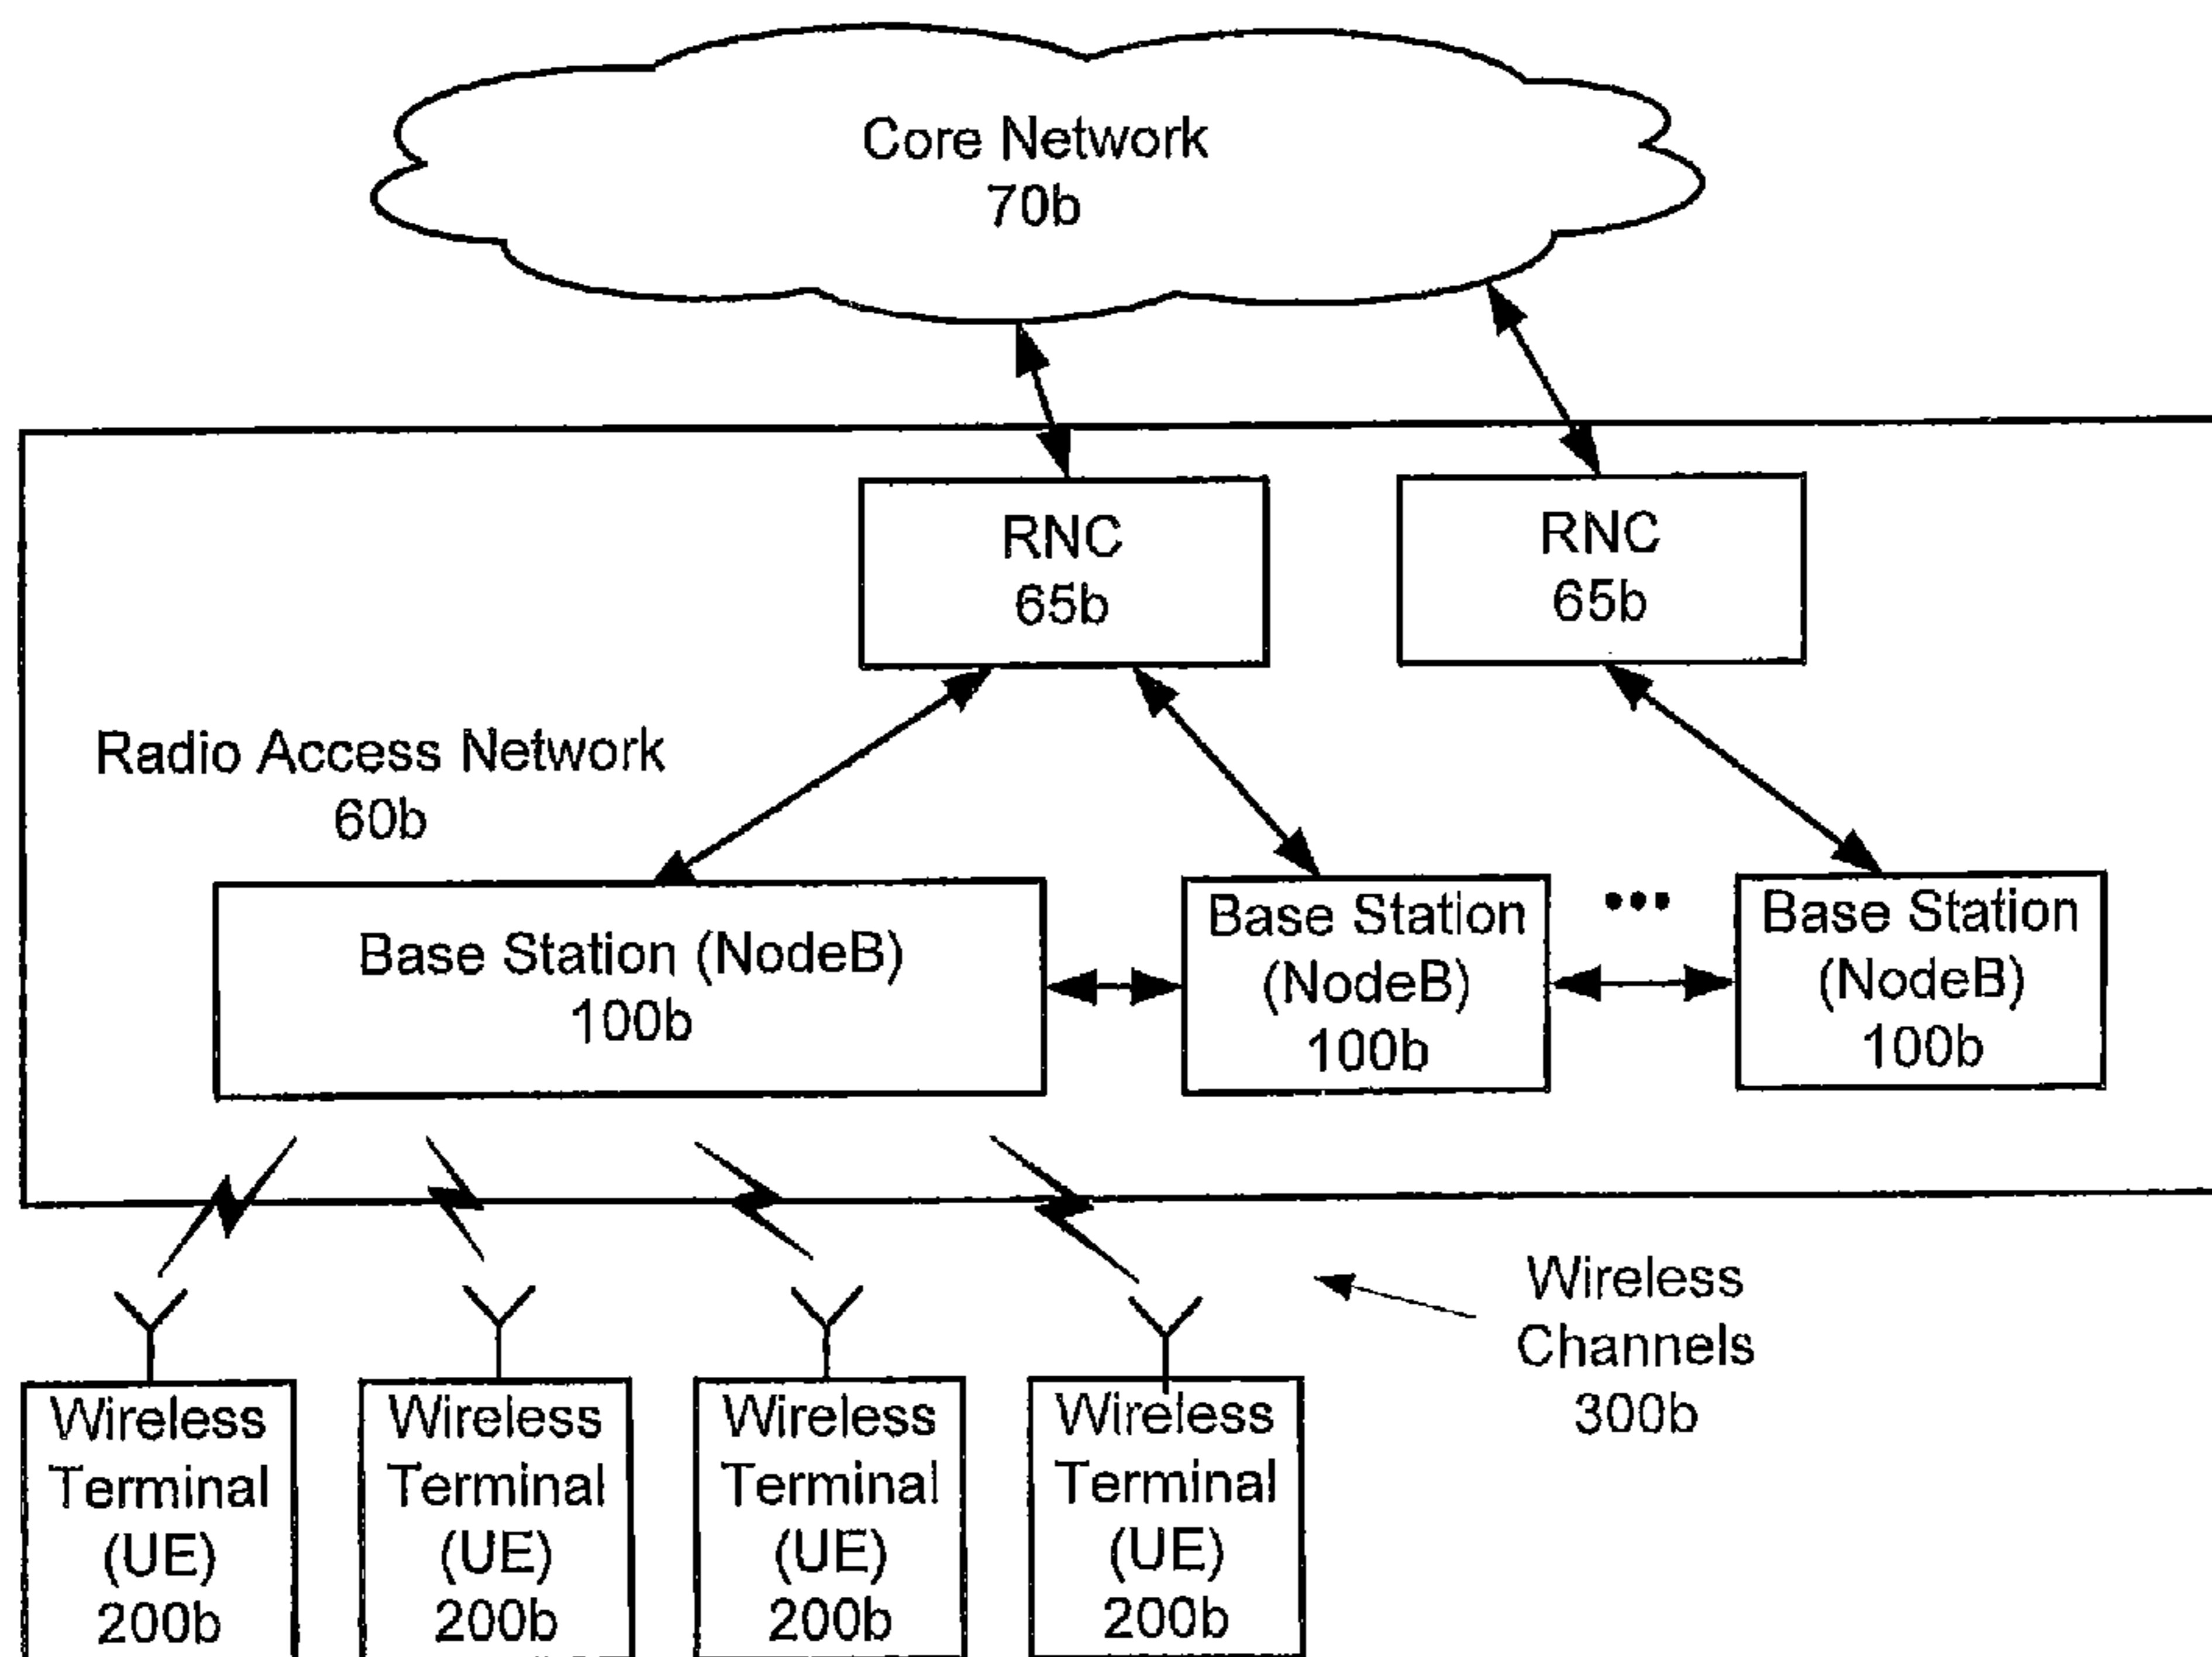 Core Network
70b
RNC
65b
RNC
65b
Radio Access Network
60b
Base Station (NodeB)
100b
Base Station
(NodeB)
100b
Base Station
(NodeB)
100b
Wireless
Channels
300b
Wireless
Terminal
(UE)
200b
Wireless
Terminal
(UE)
200b
Wireless
Terminal
(UE)
200b
Wireless
Terminal
(UE)
200b